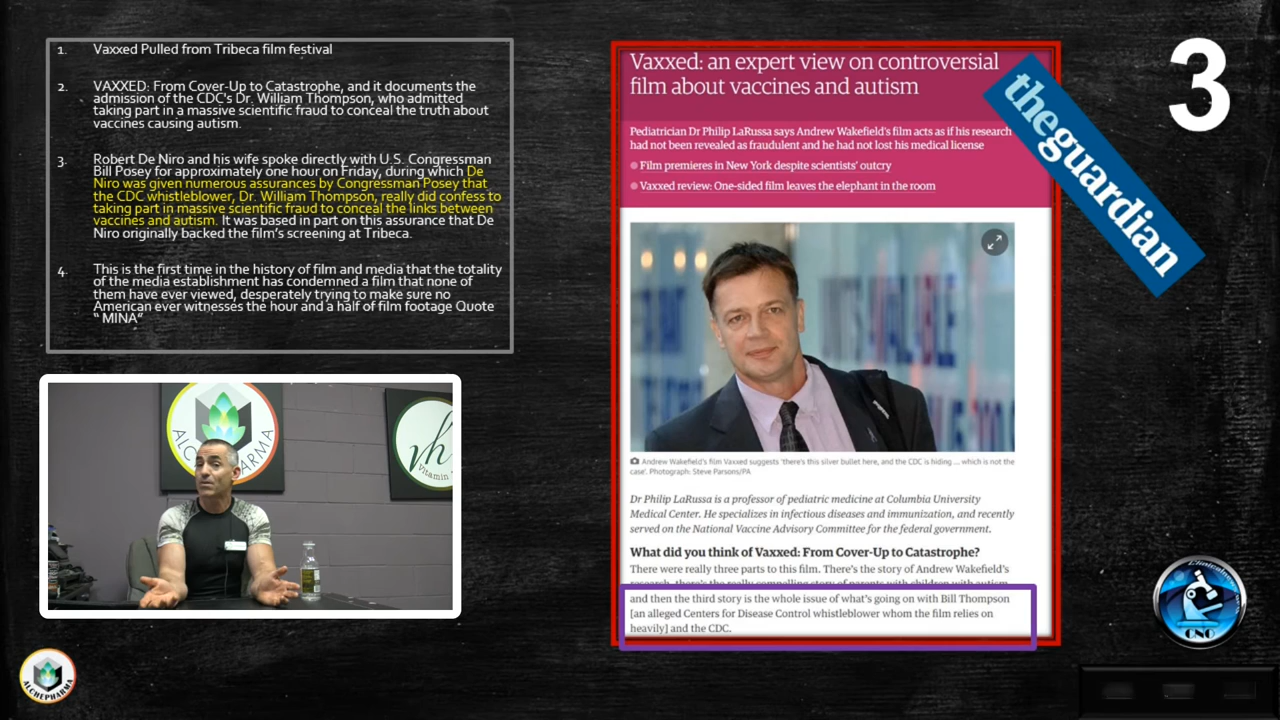 1. Vaxxed Pulled from Tribeca film festival
2. VAXXED: From Cover-Up to Catastrophe, and it documents the
admission of the CDC's Dr. William Thompson, who admitted
taking part in a massive scientific fraud to conceal the truth about
vaccines causing autism.
3. Robert De Niro and his wife spoke directly with U.S. Congressman
Bill Posey for approximately one hour on Friday, during which De
Niro was given numerous assurances by Congressman Posey that
the CDC whistleblower, Dr. William Thompson, really did confess to
taking part in massive scientific fraud to conceal the links between
vaccines and autism. It was based in part on this assurance that De
Niro originally backed the film's screening at Tribeca.
4. This is the first time in the history of film and media that the totality
of the media establishment has condemned a film that none of
them have ever viewed, desperately trying to make sure no
American ever witnesses the hour and a half of film footage Quote
" MINA"
ALCHEPHARMA
vh
Vitamin
ALCHEPHARMA
Vaxxed: an expert view on controversial
film about vaccines and autism
Pediatrician Dr Philip LaRussa says Andrew Wakefield's film acts as if his research
had not been revealed as fraudulent and he had not lost his medical license
Film premieres in New York despite scientists' outcry
Vaxxed review: One-sided film leaves the elephant in the room
theguardian
3
Andrew Wakefield's film Vaxxed suggests 'there's this silver bullet here, and the CDC is hiding ... which is not the
case'. Photograph: Steve Parsons/PA
Dr Philip LaRussa is a professor of pediatric medicine at Columbia University
Medical Center. He specializes in infectious diseases and immunization, and recently
served on the National Vaccine Advisory Committee for the federal government.
What did you think of Vaxxed: From Cover-Up to Catastrophe?
There were really three parts to this film. There's the story of Andrew Wakefield's
research, there's the really compelling story of parents with children with autism
and then the third story is the whole issue of what's going on with Bill Thompson
[an alleged Centers for Disease Control whistleblower whom the film relies on
heavily] and the CDC.
CNO